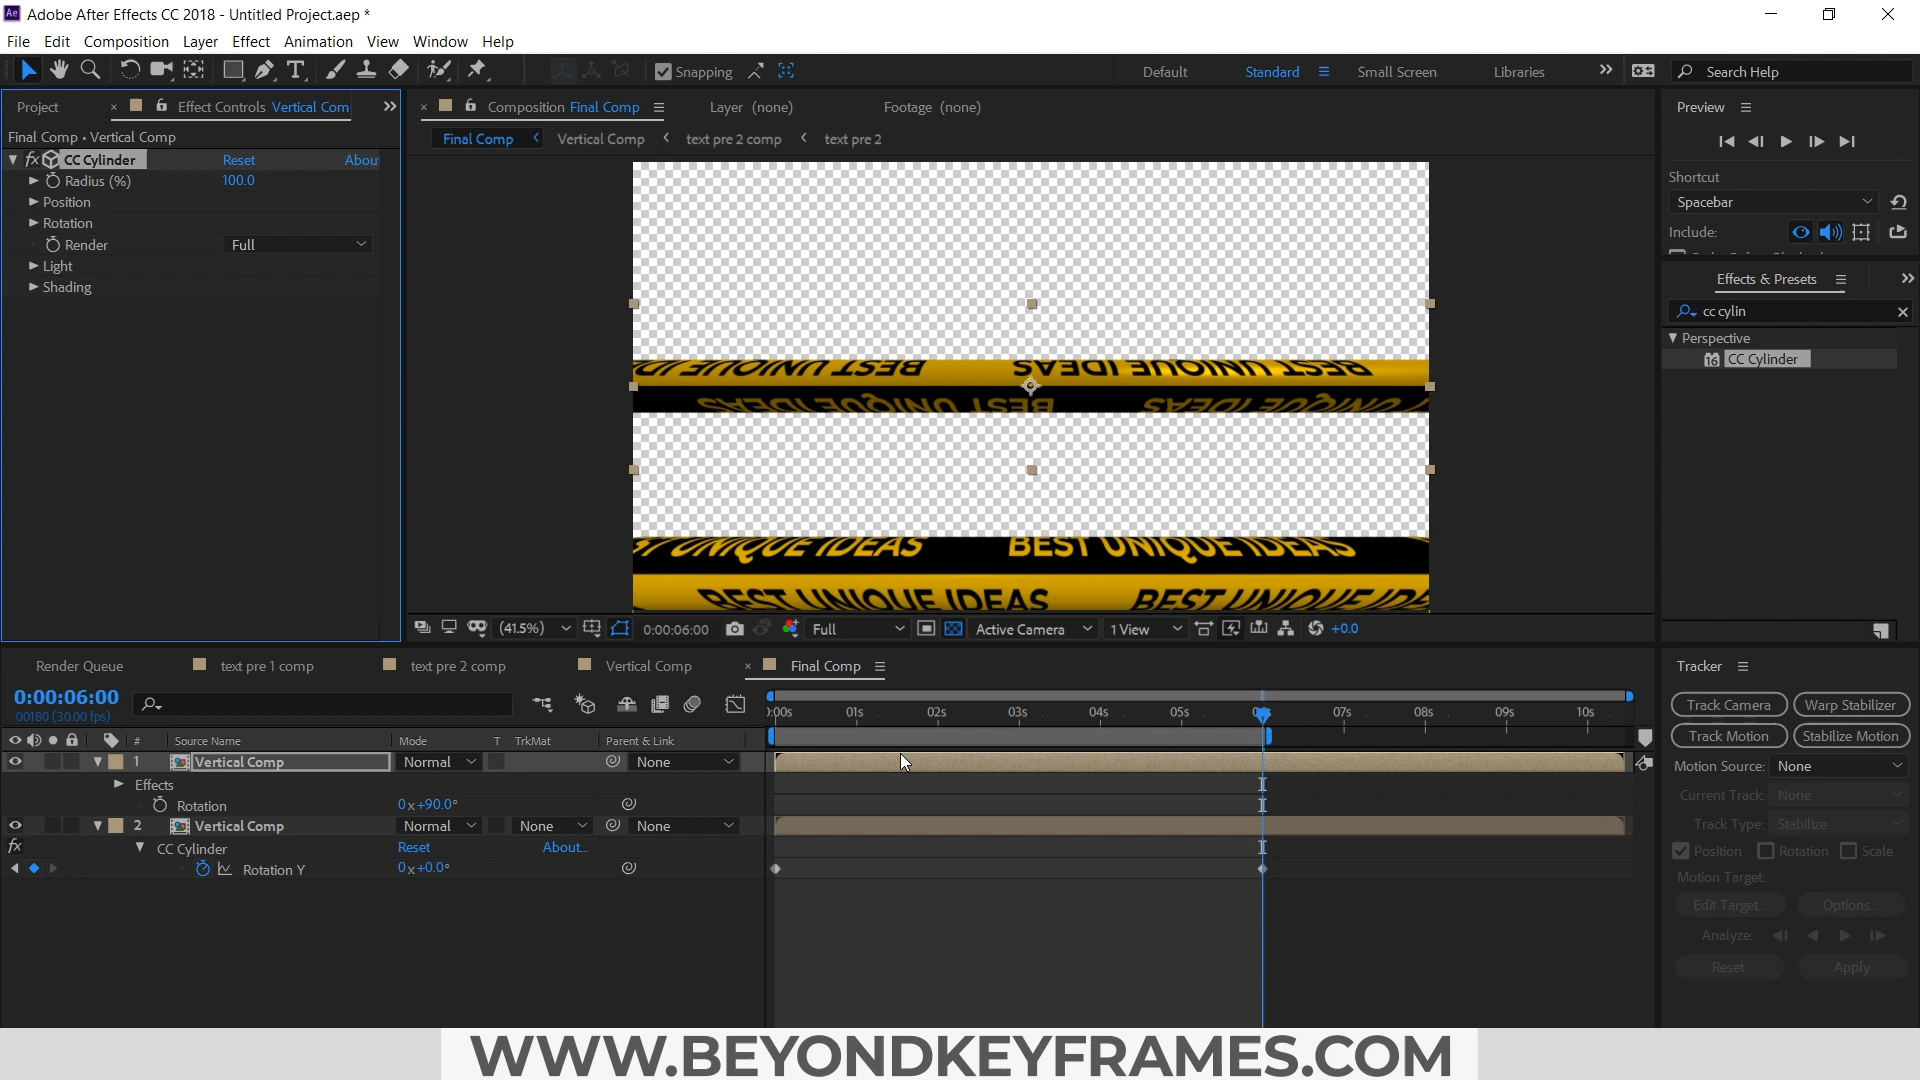 Adobe After Effects CC 2018 - Untitled Project.aep *
File Edit Composition Layer Effect Animation View Window Help
Snapping Default Standard Small Screen Libraries Search Help
Project Effect Controls Vertical Com
Final Comp • Vertical Comp
fx CC Cylinder Reset Abou
Radius (%) 100.0
Position
Rotation
Render Full
Light
Shading
Composition Final Comp Layer (none) Footage (none)
Final Comp Vertical Comp text pre 2 comp text pre 2
BEST UNIQUE IDEAS
BEST UNIQUE IDEAS
BEST UNIQUE IDEAS
BEST UNIQUE IDEAS
(41.5%) 0:00:06:00 Full Active Camera 1 View +0.0
Preview
Shortcut
Spacebar
Include:
Effects & Presets
cc cylin
Perspective
16 CC Cylinder
Render Queue text pre 1 comp text pre 2 comp Vertical Comp Final Comp
0:00:06:00
00180 (30.00 fps)
):00s 01s 02s 03s 04s 05s 07s 08s 09s 10s
# Source Name Mode T TrkMat Parent & Link
1 Vertical Comp Normal None
Effects
Rotation 0x+90.0°
2 Vertical Comp Normal None None
fx CC Cylinder Reset About...
Rotation Y 0x+0.0°
Tracker
Track Camera Warp Stabilizer
Track Motion Stabilize Motion
Motion Source: None
Current Track: None
Track Type: Stabilize
Position Rotation Scale
Motion Target:
Edit Target... Options...
Analyze:
Reset Apply
WWW.BEYONDKEYFRAMES.COM